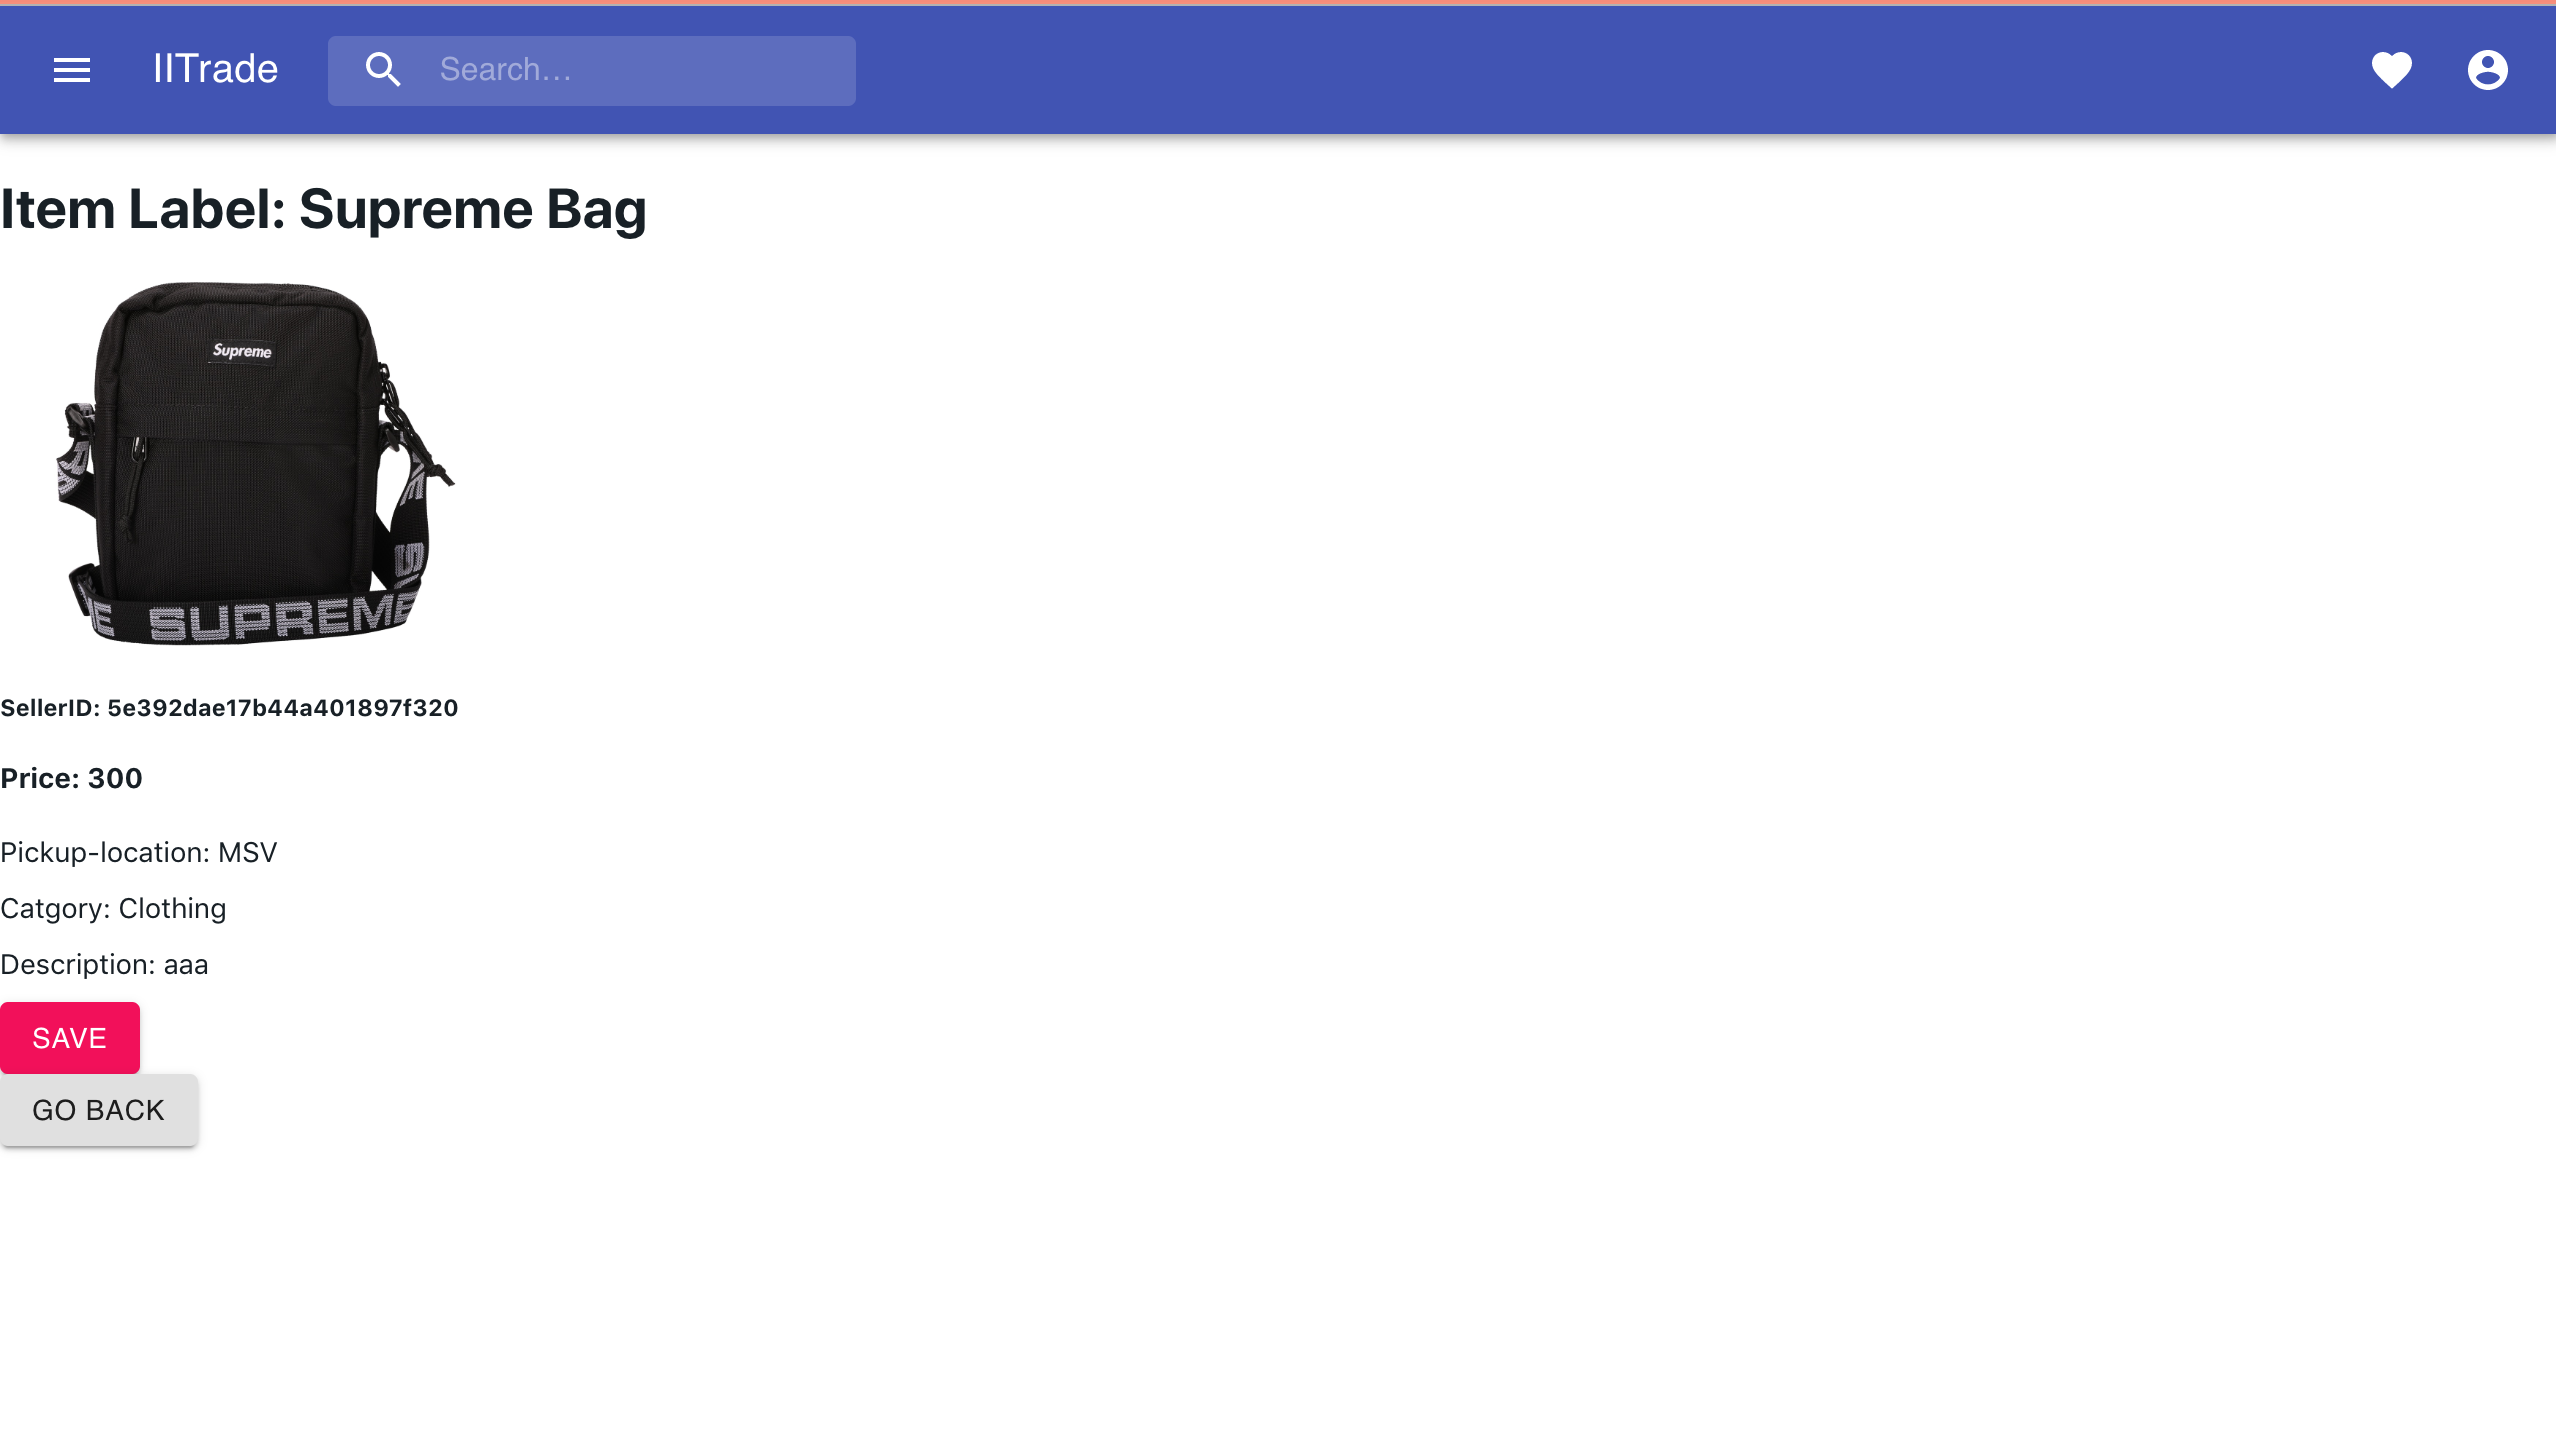 IITrade
Search...
Item Label: Supreme Bag
Supreme
SUPREME
SellerID: 5e392dae17b44a401897f320
Price: 300
Pickup-location: MSV
Catgory: Clothing
Description: aaa
SAVE
GO BACK